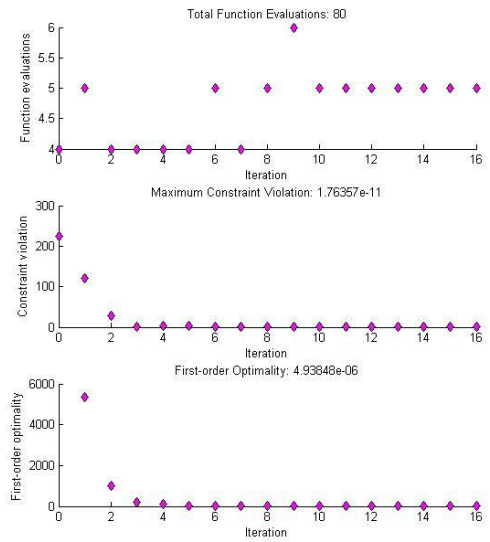 Total Function Evaluations: 80
6
5.5
5
4.5
4
Function evaluations
0 2 4 6 8 10 12 14 16
Iteration
Maximum Constraint Violation: 1.76357e-11
300
200
100
0
Constraint violation
0 2 4 6 8 10 12 14 16
Iteration
First-order Optimality: 4.93848e-06
6000
4000
2000
0
First-order optimality
0 2 4 6 8 10 12 14 16
Iteration